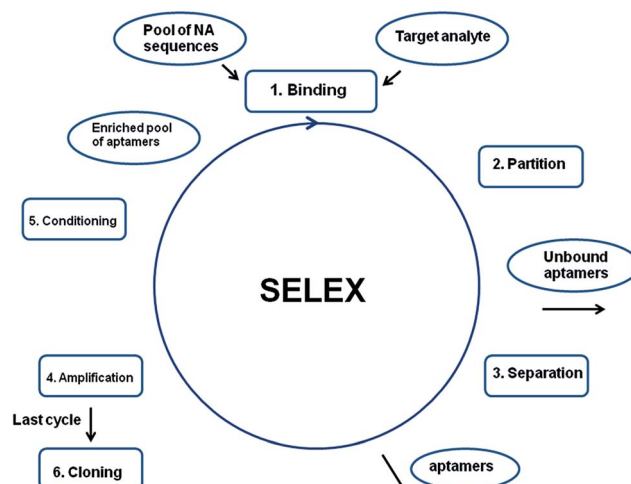 Pool of NA
sequences
Target analyte
1. Binding
Enriched pool
of aptamers
2. Partition
5. Conditioning
Unbound
aptamers
SELEX
4. Amplification
3. Separation
Last cycle
6. Cloning
aptamers